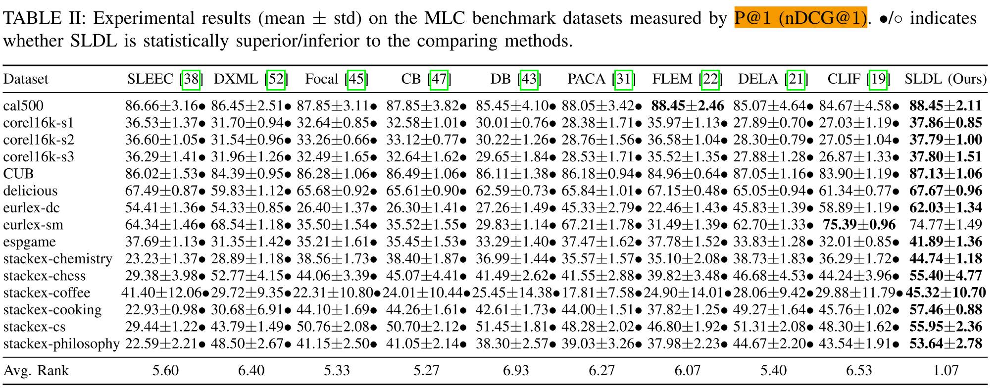 TABLE II: Experimental results (mean ± std) on the MLC benchmark datasets measured by P@1 (nDCG@1). •/◦ indicates
whether SLDL is statistically superior/inferior to the comparing methods.
Dataset SLEEC [38] DXML [52] Focal [45] CB [47] DB [43] PACA [31] FLEM [22] DELA [21] CLIF [19] SLDL (Ours)
cal500 86.66±3.16• 86.45±2.51• 87.85±3.11• 87.85±3.82• 85.45±4.10• 88.05±3.42• 88.45±2.46 85.07±4.64• 84.67±4.58• 88.45±2.11
corel16k-s1 36.53±1.37• 31.70±0.94• 32.64±0.85• 32.58±1.01• 30.01±0.76• 28.38±1.71• 35.97±1.13• 27.89±0.70• 27.03±1.19• 37.86±0.85
corel16k-s2 36.60±1.05• 31.54±0.96• 33.26±0.66• 33.12±0.77• 30.22±1.26• 28.76±1.56• 36.58±1.04• 28.30±0.79• 27.05±1.04• 37.79±1.00
corel16k-s3 36.29±1.41• 31.96±1.26• 32.49±1.65• 32.64±1.62• 29.65±1.84• 28.53±1.71• 35.52±1.35• 27.88±1.28• 26.87±1.33• 37.80±1.51
CUB 86.02±1.53• 84.39±0.95• 86.28±1.06• 86.49±1.06• 86.11±1.38• 86.18±0.94• 84.96±0.64• 87.05±1.16• 83.90±1.19• 87.13±1.06
delicious 67.49±0.87• 59.83±1.12• 65.68±0.92• 65.61±0.90• 62.59±0.73• 65.84±1.01• 67.15±0.48• 65.05±0.94• 61.34±0.77• 67.67±0.96
eurlex-dc 54.41±1.36• 54.33±0.85• 26.40±1.37• 26.30±1.41• 27.26±1.49• 45.33±2.79• 22.46±1.43• 45.83±1.39• 58.89±1.19• 62.03±1.34
eurlex-sm 64.34±1.46• 68.54±1.18• 35.50±1.54• 35.52±1.55• 29.83±1.14• 67.21±1.78• 31.49±1.39• 62.70±1.33• 75.39±0.96 74.77±1.49
espgame 37.69±1.13• 31.35±1.42• 35.21±1.61• 35.45±1.53• 33.29±1.40• 37.47±1.62• 37.78±1.52• 33.83±1.28• 32.01±0.85• 41.89±1.36
stackex-chemistry 23.23±1.37• 28.89±1.18• 38.56±1.73• 38.40±1.87• 36.99±1.44• 35.57±1.57• 35.10±2.08• 38.73±1.83• 36.29±1.72• 44.74±1.18
stackex-chess 29.38±3.98• 52.77±4.15• 44.06±3.39• 45.07±4.41• 41.49±2.62• 41.55±2.88• 39.82±3.48• 46.68±4.53• 44.24±3.96• 55.40±4.77
stackex-coffee 41.40±12.06• 29.72±9.35• 22.31±10.80• 24.01±10.44• 25.45±14.38• 17.81±7.58• 24.90±14.01• 28.06±9.42• 29.88±11.79• 45.32±10.70
stackex-cooking 22.93±0.98• 30.68±6.91• 44.10±1.69• 44.26±1.61• 42.61±1.73• 44.00±1.51• 37.82±1.25• 49.27±1.64• 45.76±1.02• 57.46±0.88
stackex-cs 29.44±1.22• 43.79±1.49• 50.76±2.08• 50.70±2.12• 51.45±1.81• 48.28±2.02• 46.80±1.92• 51.31±2.08• 48.30±1.62• 55.95±2.36
stackex-philosophy 22.59±2.21• 48.50±2.67• 41.15±2.50• 41.05±2.14• 38.30±2.57• 39.03±3.26• 37.98±2.23• 44.67±2.20• 43.54±1.91• 53.64±2.78
Avg. Rank 5.60 6.40 5.33 5.27 6.93 6.27 6.07 5.40 6.53 1.07